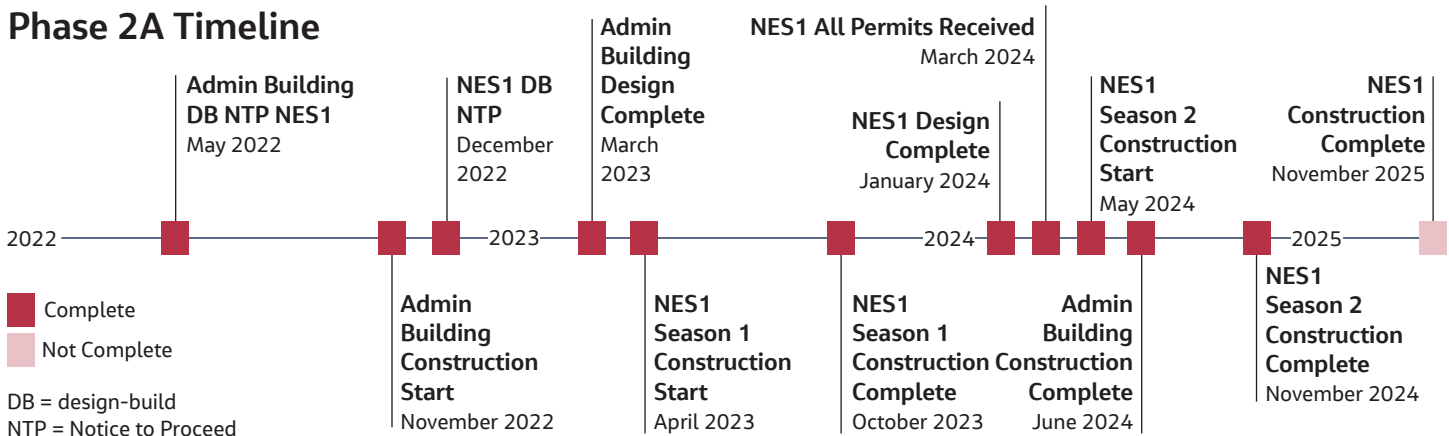 Phase 2A Timeline
Admin Building
DB NTP NES1
May 2022
NES1 DB
NTP
December
2022
Admin
Building
Design
Complete
March
2023
NES1 All Permits Received
March 2024
NES1 Design
Complete
January 2024
NES1
Season 2
Construction
Start
May 2024
NES1
Construction
Complete
November 2025
2022
2023
2024
2025
Complete
Not Complete
DB = design-build
NTP = Notice to Proceed
Admin
Building
Construction
Start
November 2022
NES1
Season 1
Construction
Start
April 2023
NES1
Season 1
Construction
Complete
October 2023
Admin
Building
Construction
Complete
June 2024
NES1
Season 2
Construction
Complete
November 2024